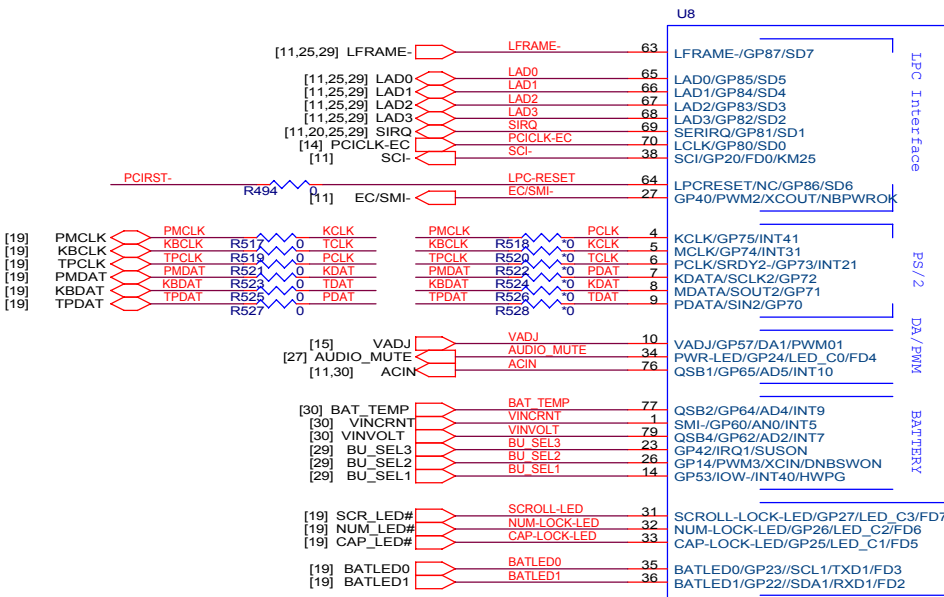 U8
[11,25,29] LFRAME- LFRAME- 63 LFRAME-/GP87/SD7
[11,25,29] LAD0 LAD0 65 LAD0/GP85/SD5
[11,25,29] LAD1 LAD1 66 LAD1/GP84/SD4
[11,25,29] LAD2 LAD2 67 LAD2/GP83/SD3
[11,25,29] LAD3 LAD3 68 LAD3/GP82/SD2
[11,20,25,29] SIRQ SIRQ 69 SERIRQ/GP81/SD1
[14] PCICLK-EC PCICLK-EC 70 LCLK/GP80/SD0
[11] SCI- SCI- 38 SCI/GP20/FD0/KM25
LPC Interface
PCIRST- R494 0 LPC-RESET 64 LPCRESET/NC/GP86/SD6
[11] EC/SMI- EC/SMI- 27 GP40/PWM2/XCOUT/NBPWROK
[19] PMCLK PMCLK R517 0 KCLK PMCLK R518 *0 PCLK 4 KCLK/GP75/INT41
[19] KBCLK KBCLK R519 0 TCLK KBCLK R520 *0 KCLK 5 MCLK/GP74/INT31
[19] TPCLK TPCLK R521 0 PCLK TPCLK R522 *0 TCLK 6 PCLK/SRDY2-/GP73/INT21
[19] PMDAT PMDAT R523 0 KDAT PMDAT R524 *0 PDAT 7 KDATA/SCLK2/GP72
[19] KBDAT KBDAT R525 0 TDAT KBDAT R526 *0 KDAT 8 MDATA/SOUT2/GP71
[19] TPDAT TPDAT R527 0 PDAT TPDAT R528 *0 TDAT 9 PDATA/SIN2/GP70
PS/2
[15] VADJ VADJ 10 VADJ/GP57/DA1/PWM01
[27] AUDIO_MUTE AUDIO_MUTE 34 PWR-LED/GP24/LED_C0/FD4
[11,30] ACIN ACIN 76 QSB1/GP65/AD5/INT10
DA/PWM
[30] BAT_TEMP BAT_TEMP 77 QSB2/GP64/AD4/INT9
[30] VINCRNT VINCRNT 1 SMI-/GP60/AN0/INT5
[30] VINVOLT VINVOLT 79 QSB4/GP62/AD2/INT7
[29] BU_SEL3 BU_SEL3 23 GP42/IRQ1/SUSON
[29] BU_SEL2 BU_SEL2 26 GP14/PWM3/XCIN/DNBSWON
[29] BU_SEL1 BU_SEL1 14 GP53/IOW-/INT40/HWPG
BATTERY
[19] SCR_LED# SCROLL-LED 31 SCROLL-LOCK-LED/GP27/LED_C3/FD7
[19] NUM_LED# NUM-LOCK-LED 32 NUM-LOCK-LED/GP26/LED_C2/FD6
[19] CAP_LED# CAP-LOCK-LED 33 CAP-LOCK-LED/GP25/LED_C1/FD5
[19] BATLED0 BATLED0 35 BATLED0/GP23//SCL1/TXD1/FD3
[19] BATLED1 BATLED1 36 BATLED1/GP22//SDA1/RXD1/FD2